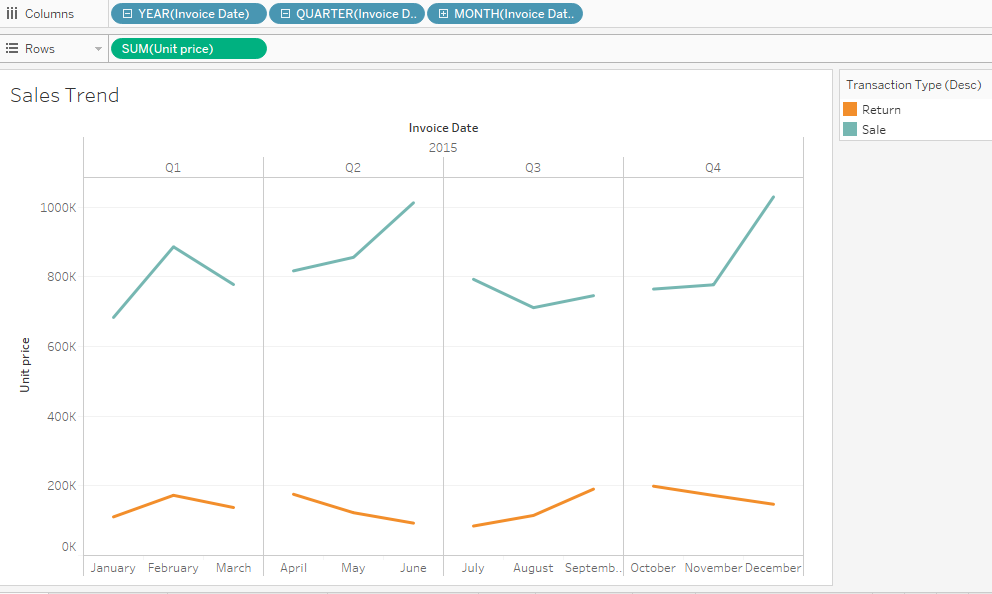 Columns YEAR(Invoice Date) QUARTER(Invoice D.. MONTH(Invoice Dat..
Rows SUM(Unit price)
Sales Trend
Transaction Type (Desc)
Return
Sale
Invoice Date
2015
Q1 Q2 Q3 Q4
1000K
800K
600K
400K
200K
0K
Unit price
January February March April May June July August Septemb.. October November December